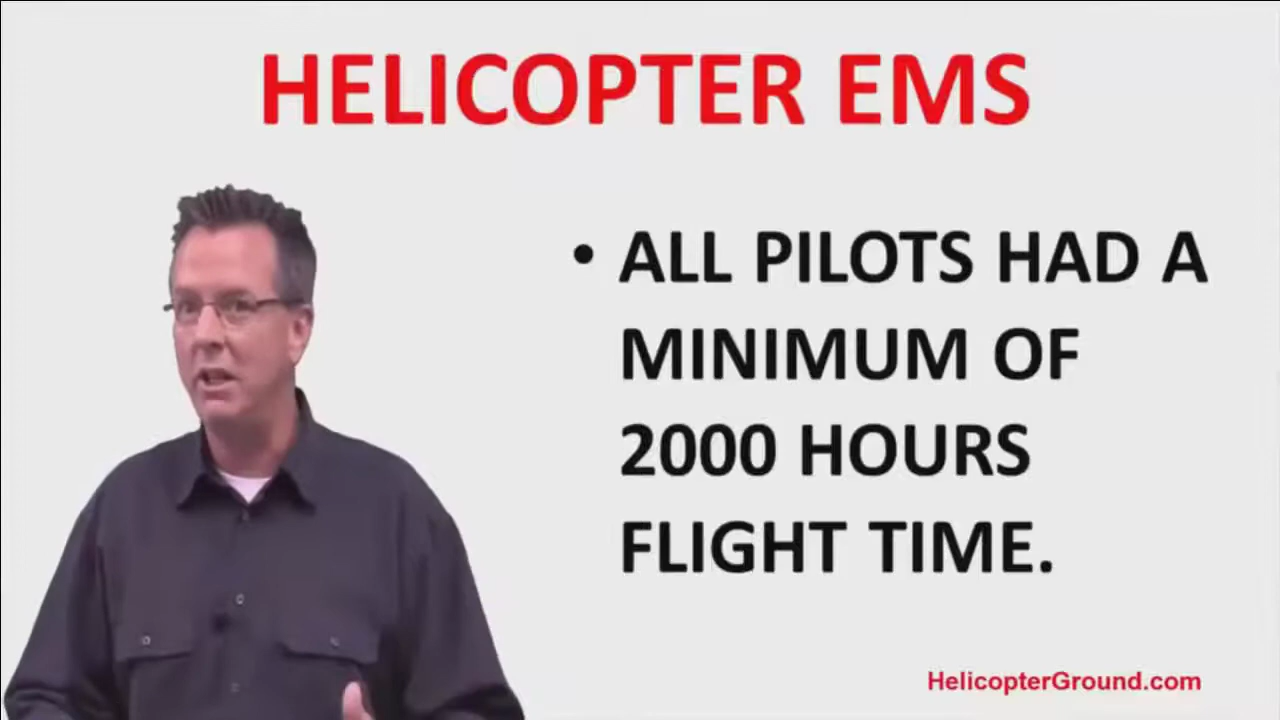 HELICOPTER EMS
• ALL PILOTS HAD A
MINIMUM OF
2000 HOURS
FLIGHT TIME.
HelicopterGround.com